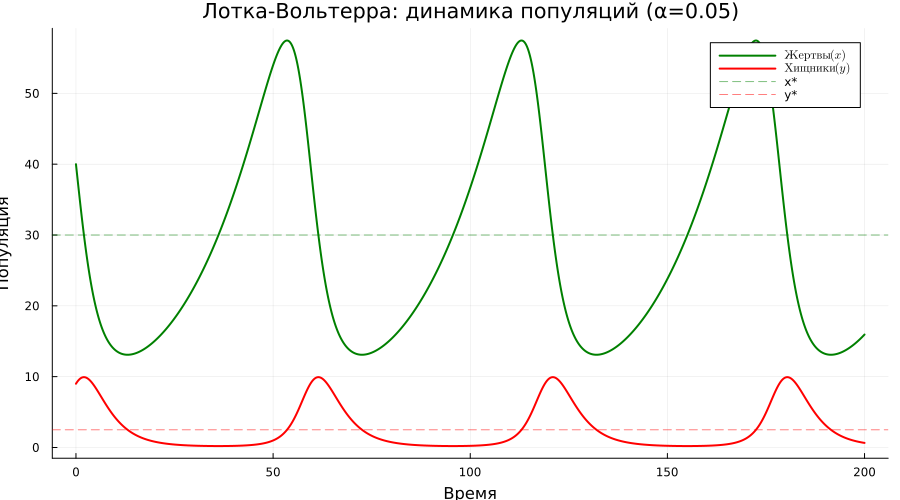 Лотка-Вольтерра: динамика популяций (α=0.05)
Жертвы(x)
Хищники(y)
x*
y*
Популяция
50
40
30
20
10
0
0 50 100 150 200
Время